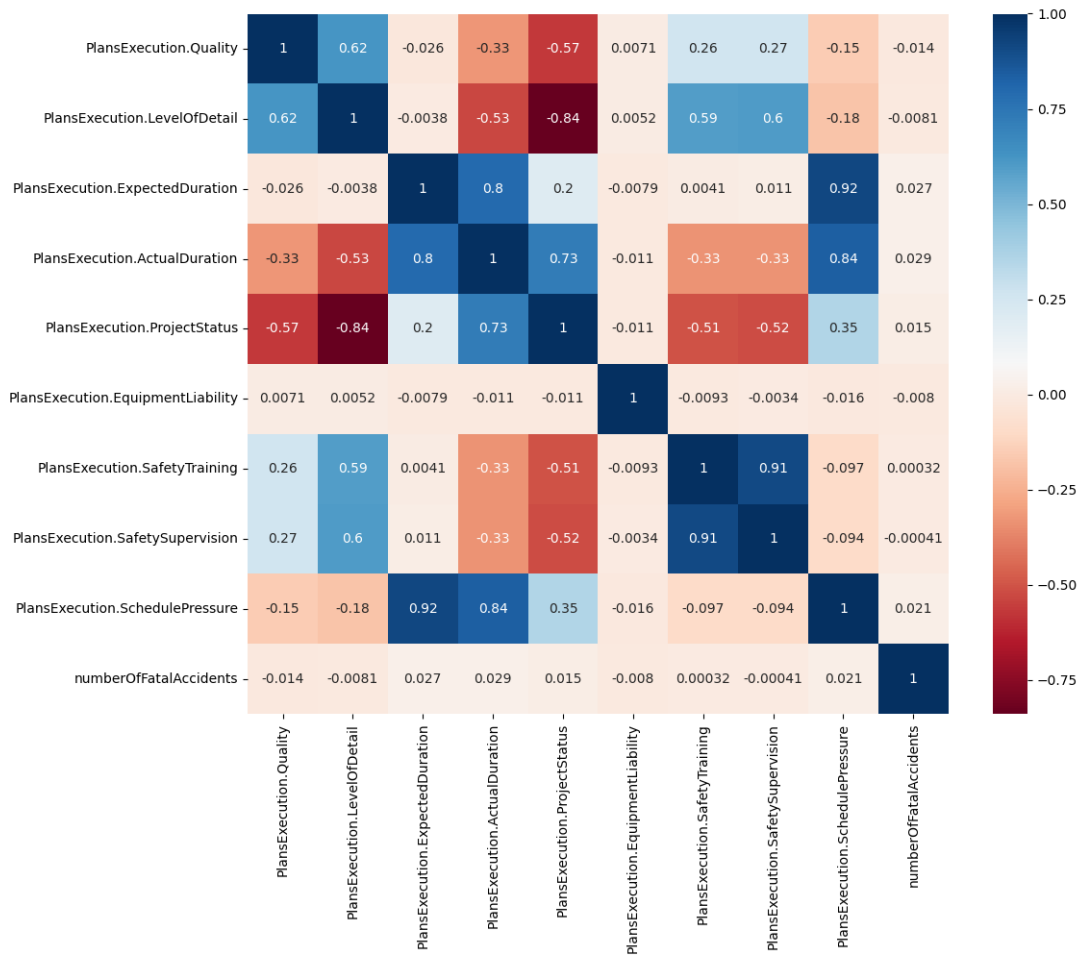 PlansExecution.Quality 1 0.62 -0.026 -0.33 -0.57 0.0071 0.26 0.27 -0.15 -0.014
PlansExecution.LevelOfDetail 0.62 1 -0.0038 -0.53 -0.84 0.0052 0.59 0.6 -0.18 -0.0081
PlansExecution.ExpectedDuration -0.026 -0.0038 1 0.8 0.2 -0.0079 0.0041 0.011 0.92 0.027
PlansExecution.ActualDuration -0.33 -0.53 0.8 1 0.73 -0.011 -0.33 -0.33 0.84 0.029
PlansExecution.ProjectStatus -0.57 -0.84 0.2 0.73 1 -0.011 -0.51 -0.52 0.35 0.015
PlansExecution.EquipmentLiability 0.0071 0.0052 -0.0079 -0.011 -0.011 1 -0.0093 -0.0034 -0.016 -0.008
PlansExecution.SafetyTraining 0.26 0.59 0.0041 -0.33 -0.51 -0.0093 1 0.91 -0.097 0.00032
PlansExecution.SafetySupervision 0.27 0.6 0.011 -0.33 -0.52 -0.0034 0.91 1 -0.094 -0.00041
PlansExecution.SchedulePressure -0.15 -0.18 0.92 0.84 0.35 -0.016 -0.097 -0.094 1 0.021
numberOfFatalAccidents -0.014 -0.0081 0.027 0.029 0.015 -0.008 0.00032 -0.00041 0.021 1
PlansExecution.Quality
PlansExecution.LevelOfDetail
PlansExecution.ExpectedDuration
PlansExecution.ActualDuration
PlansExecution.ProjectStatus
PlansExecution.EquipmentLiability
PlansExecution.SafetyTraining
PlansExecution.SafetySupervision
PlansExecution.SchedulePressure
numberOfFatalAccidents
1.00
0.75
0.50
0.25
0.00
−0.25
−0.50
−0.75